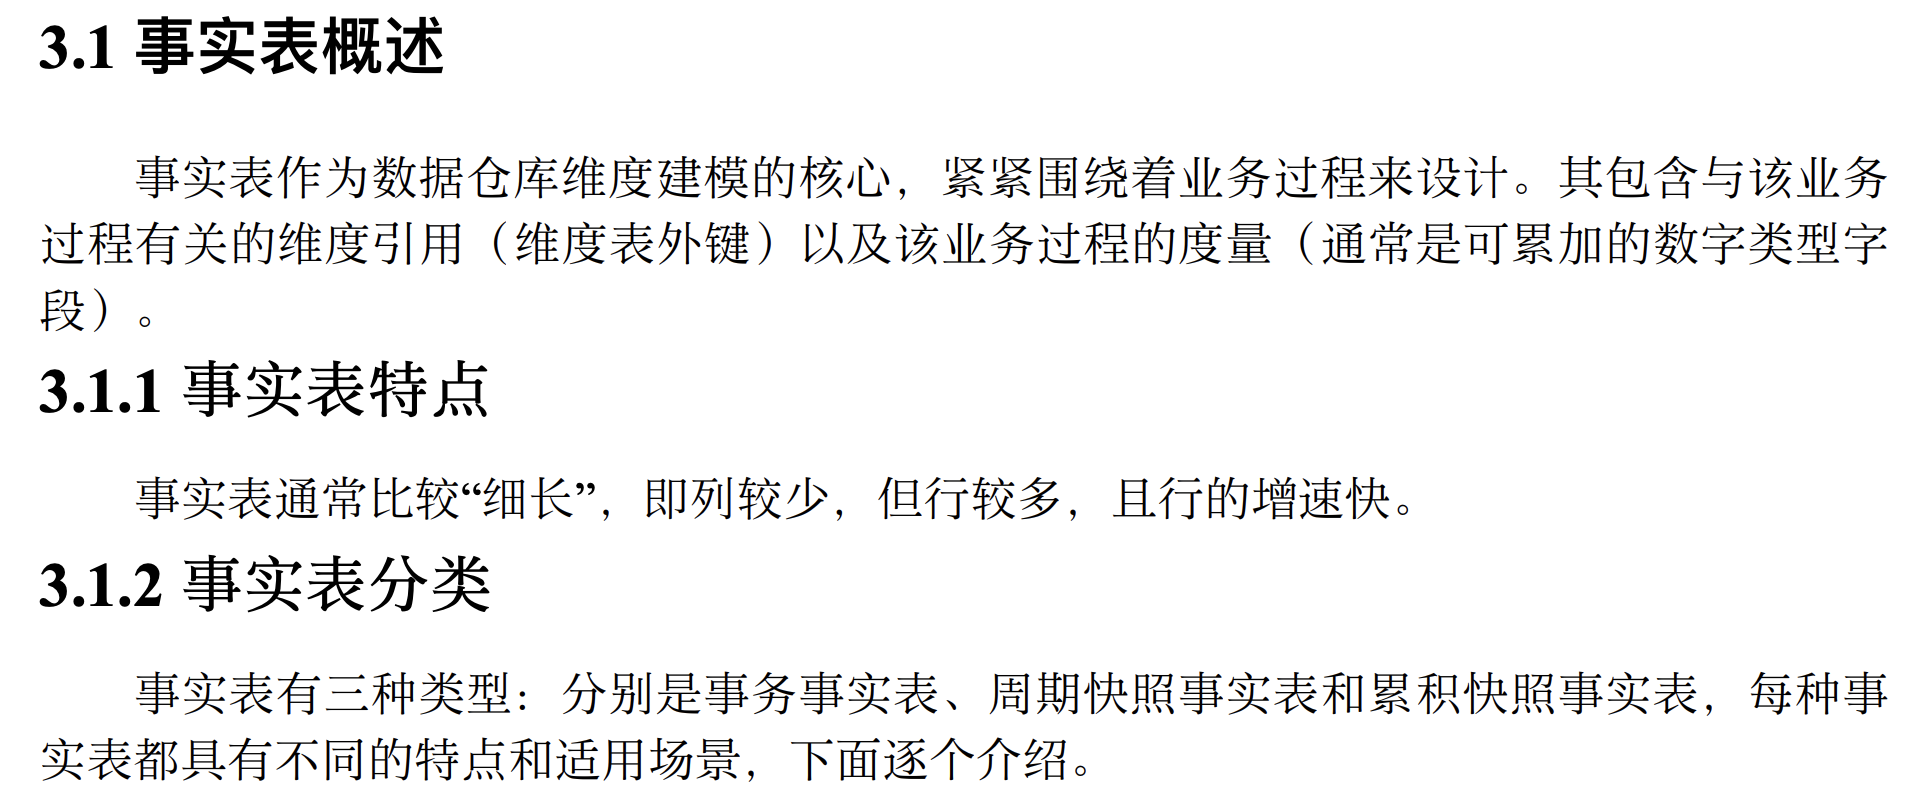 3.1 事实表概述
事实表作为数据仓库维度建模的核心，紧紧围绕着业务过程来设计。其包含与该业务
过程有关的维度引用（维度表外键）以及该业务过程的度量（通常是可累加的数字类型字
段）。
3.1.1 事实表特点
事实表通常比较“细长”，即列较少，但行较多，且行的增速快。
3.1.2 事实表分类
事实表有三种类型：分别是事务事实表、周期快照事实表和累积快照事实表，每种事
实表都具有不同的特点和适用场景，下面逐个介绍。